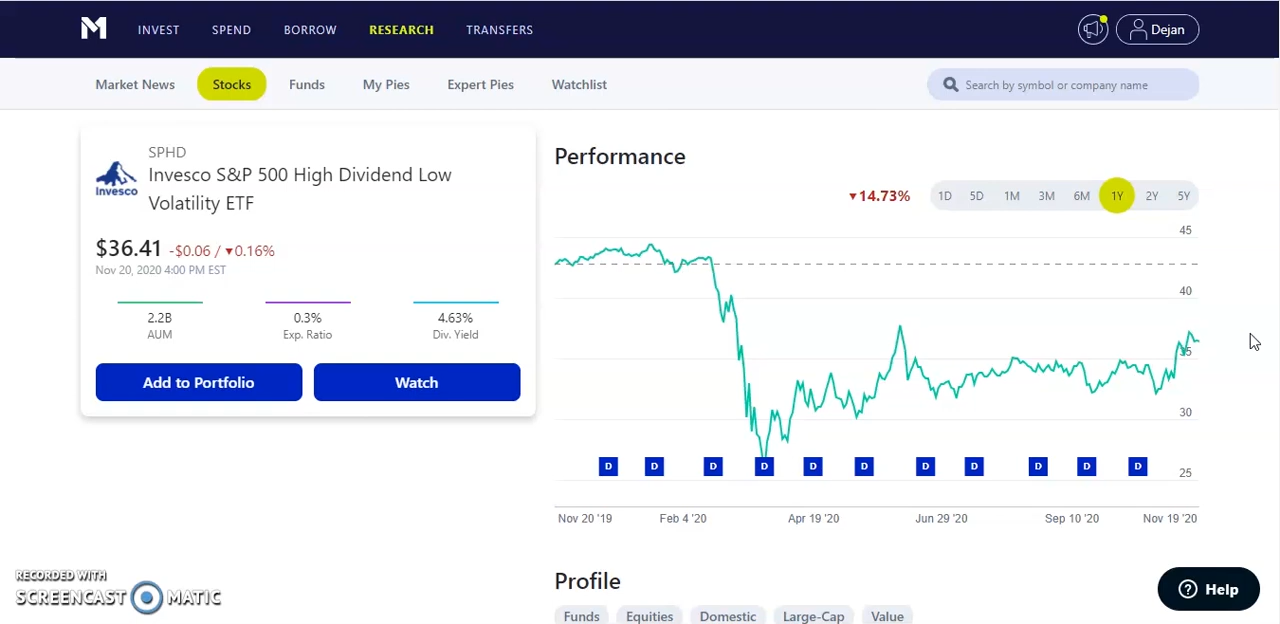 M INVEST SPEND BORROW RESEARCH TRANSFERS Dejan
Market News Stocks Funds My Pies Expert Pies Watchlist Search by symbol or company name
SPHD
Invesco S&P 500 High Dividend Low
Volatility ETF
Invesco
$36.41 -$0.06 / ▼0.16%
Nov 20, 2020 4:00 PM EST
2.2B 0.3% 4.63%
AUM Exp. Ratio Div. Yield
Add to Portfolio Watch
Performance
▼14.73% 1D 5D 1M 3M 6M 1Y 2Y 5Y
45
40
35
30
25
D D D D D D D D D D D
Nov 20 '19 Feb 4 '20 Apr 19 '20 Jun 29 '20 Sep 10 '20 Nov 19 '20
Profile
Funds Equities Domestic Large-Cap Value
Help
RECORDED WITH
SCREENCAST MATIC